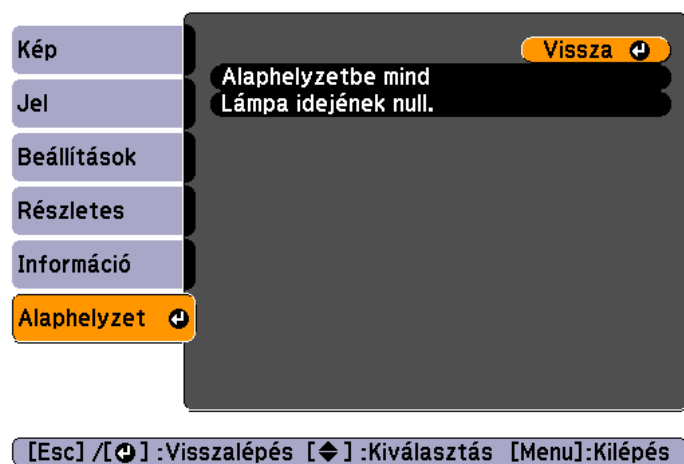 Kép
Jel
Beállítások
Részletes
Információ
Alaphelyzet
Vissza
Alaphelyzetbe mind
Lámpa idejének null.
[Esc] /[ ] :Visszalépés [ ] :Kiválasztás [Menu]:Kilépés